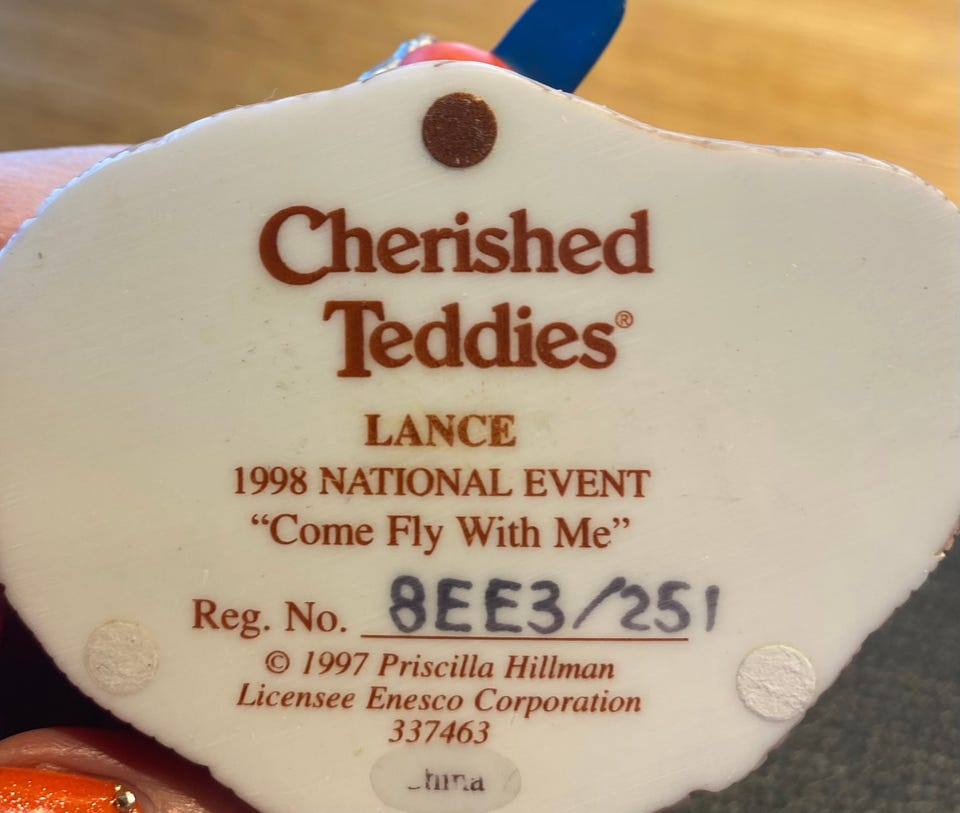 Cherished
Teddies®
LANCE
1998 NATIONAL EVENT
“Come Fly With Me”
Reg. No. 8EE3/251
© 1997 Priscilla Hillman
Licensee Enesco Corporation
337463